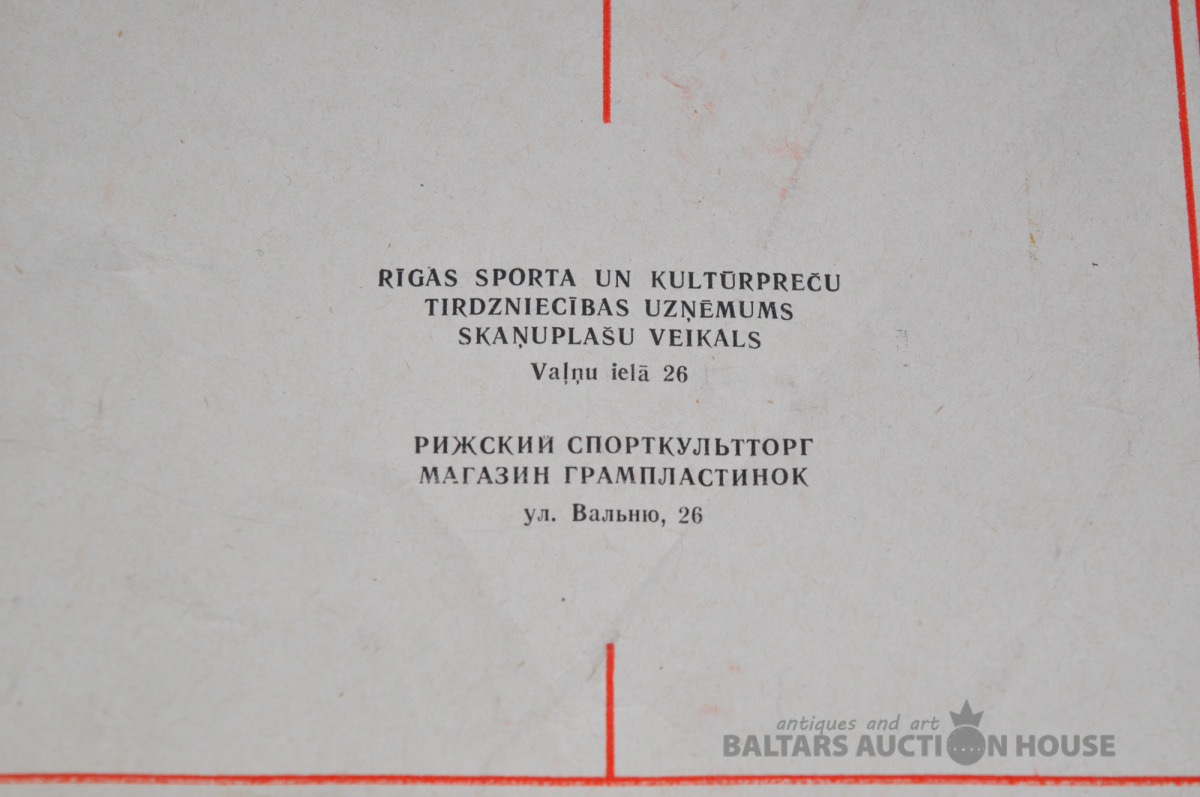 RĪGAS SPORTA UN KULTŪRPREČU
TIRDZNIECĪBAS UZŅĒMUMS
SKAŅUPLAŠU VEIKALS
Vaļņu ielā 26
РИЖСКИЙ СПОРТКУЛЬТТОРГ
МАГАЗИН ГРАМПЛАСТИНОК
ул. Вальню, 26
antiques and art
BALTARS AUCTION HOUSE